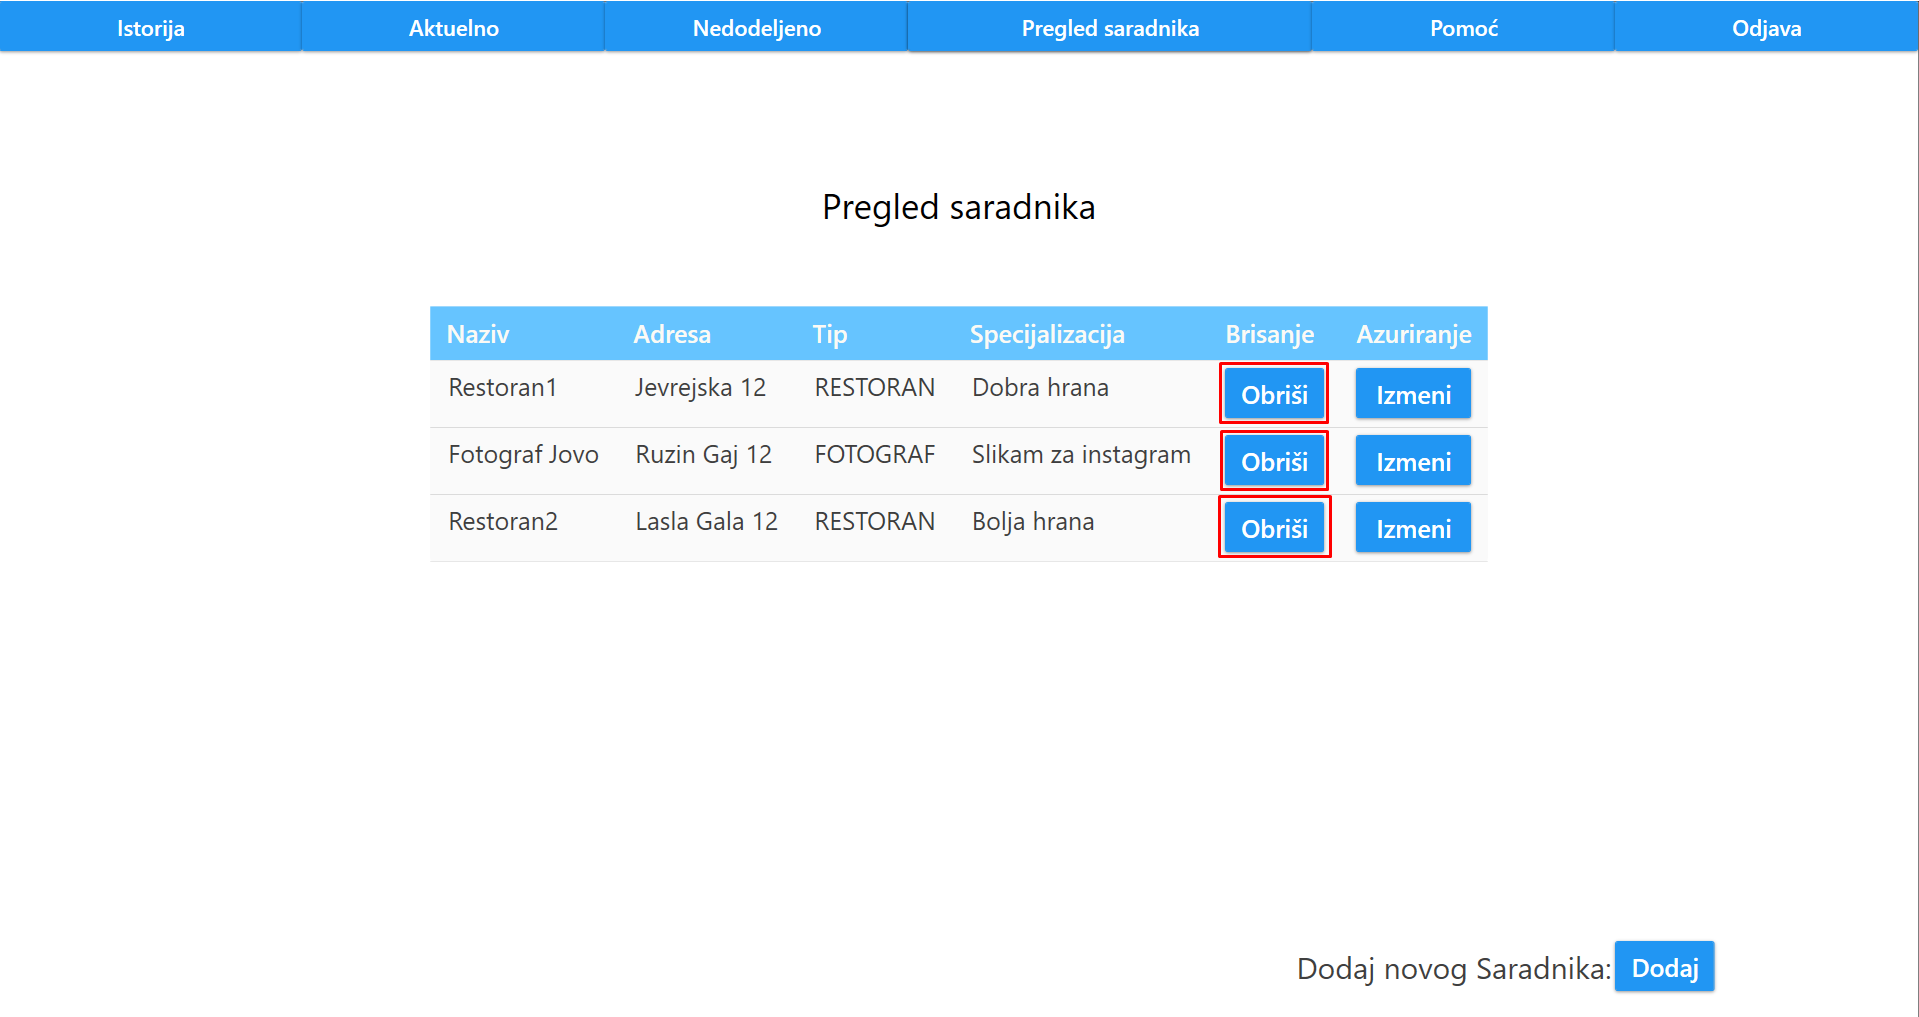 Istorija Aktuelno Nedodeljeno Pregled saradnika Pomoć Odjava
Pregled saradnika
Naziv Adresa Tip Specijalizacija Brisanje Azuriranje
Restoran1 Jevrejska 12 RESTORAN Dobra hrana Obriši Izmeni
Fotograf Jovo Ruzin Gaj 12 FOTOGRAF Slikam za instagram Obriši Izmeni
Restoran2 Lasla Gala 12 RESTORAN Bolja hrana Obriši Izmeni
Dodaj novog Saradnika: Dodaj